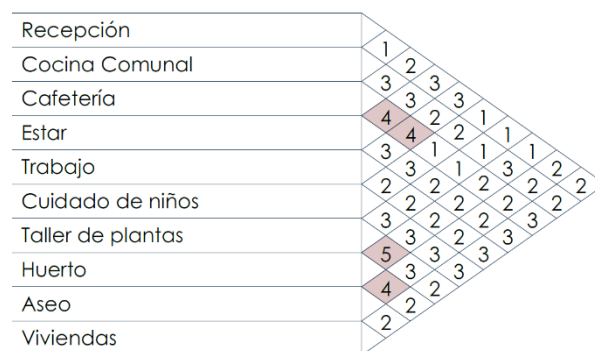 Recepción
1
Cocina Comunal 2
3 3
Cafetería 3 3
4 2 1
Estar 4 2 1
3 1 1 1
Trabajo 3 1 3 2
2 2 2 2 2
Cuidado de niños 2 2 2 2
3 2 2 3
Taller de plantas 3 2 3
5 3 3
Huerto 3 3
4 2
Aseo 2
2
Viviendas